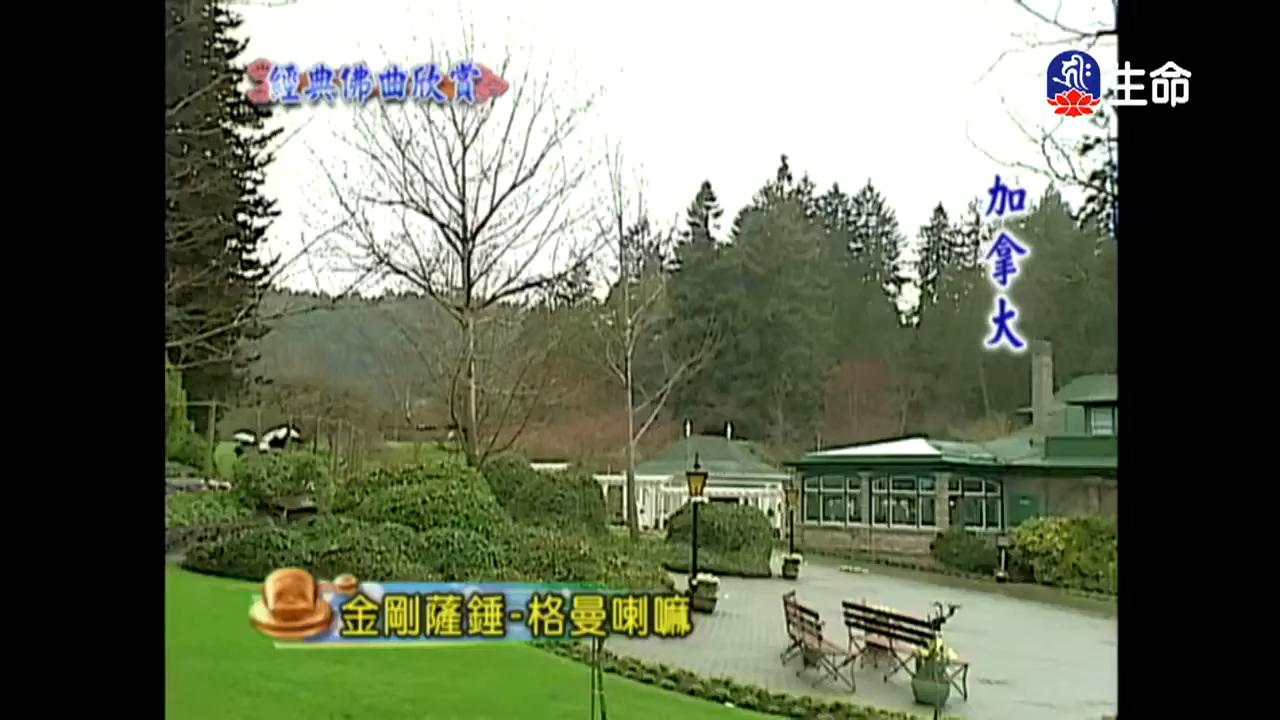 經典佛曲欣賞
生命
加拿大
金剛薩錘-格曼喇嘛